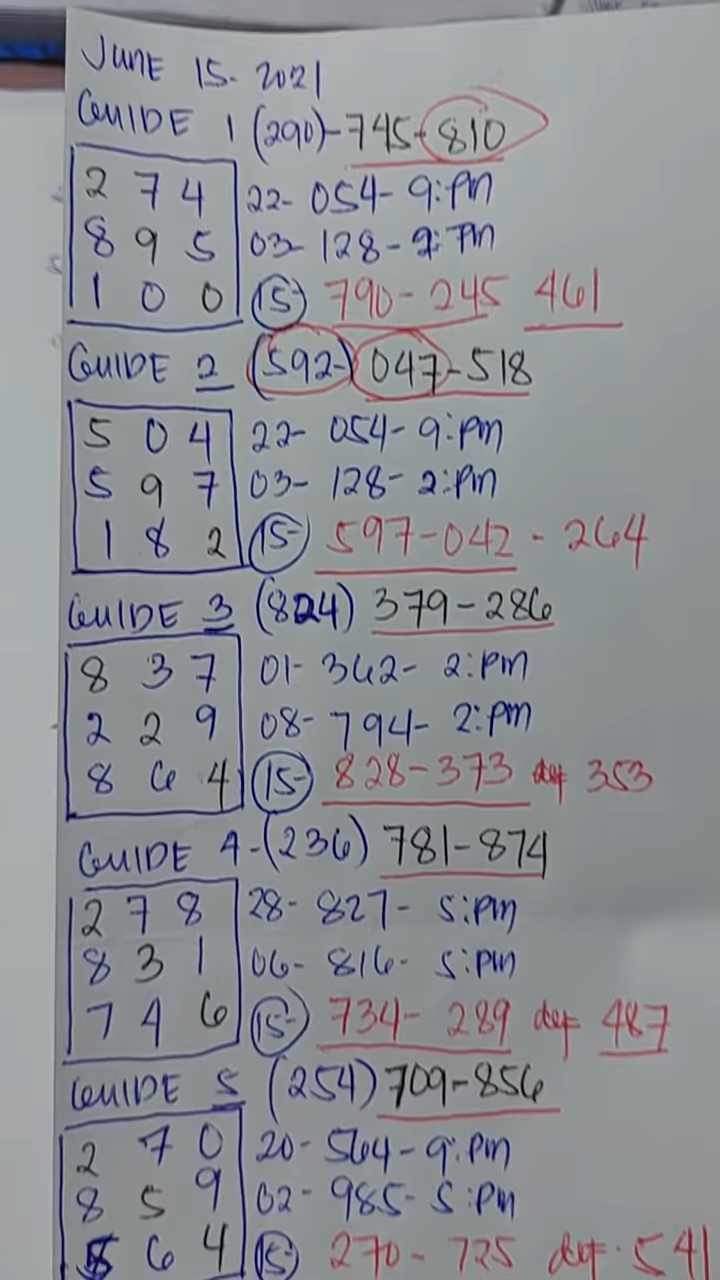 JUNE 15. 2021
GUIDE 1 (290)-745-810
2 7 4
22- 054- 9:PM
8 9 5
03- 128- 2:PM
1 0 0
15- 790-245 461
GUIDE 2 (592-) 047-518
5 0 4
22- 054- 9:PM
5 9 7
03- 128- 2:PM
1 8 2
15- 597-042 - 264
GUIDE 3 (824) 379-286
8 3 7
01- 362- 2:PM
2 2 9
08- 794- 2:PM
8 6 4
15- 828-373 def 353
GUIDE 4-(236) 781-874
2 7 8
28- 827- 5:PM
8 3 1
06- 816- 5:PM
7 4 6
15- 734- 289 def 487
GUIDE 5 (254) 709-856
2 7 0
20- 564- 9:PM
8 5 9
02- 985- 5:PM
5 6 4
15- 270- 725 def. 541